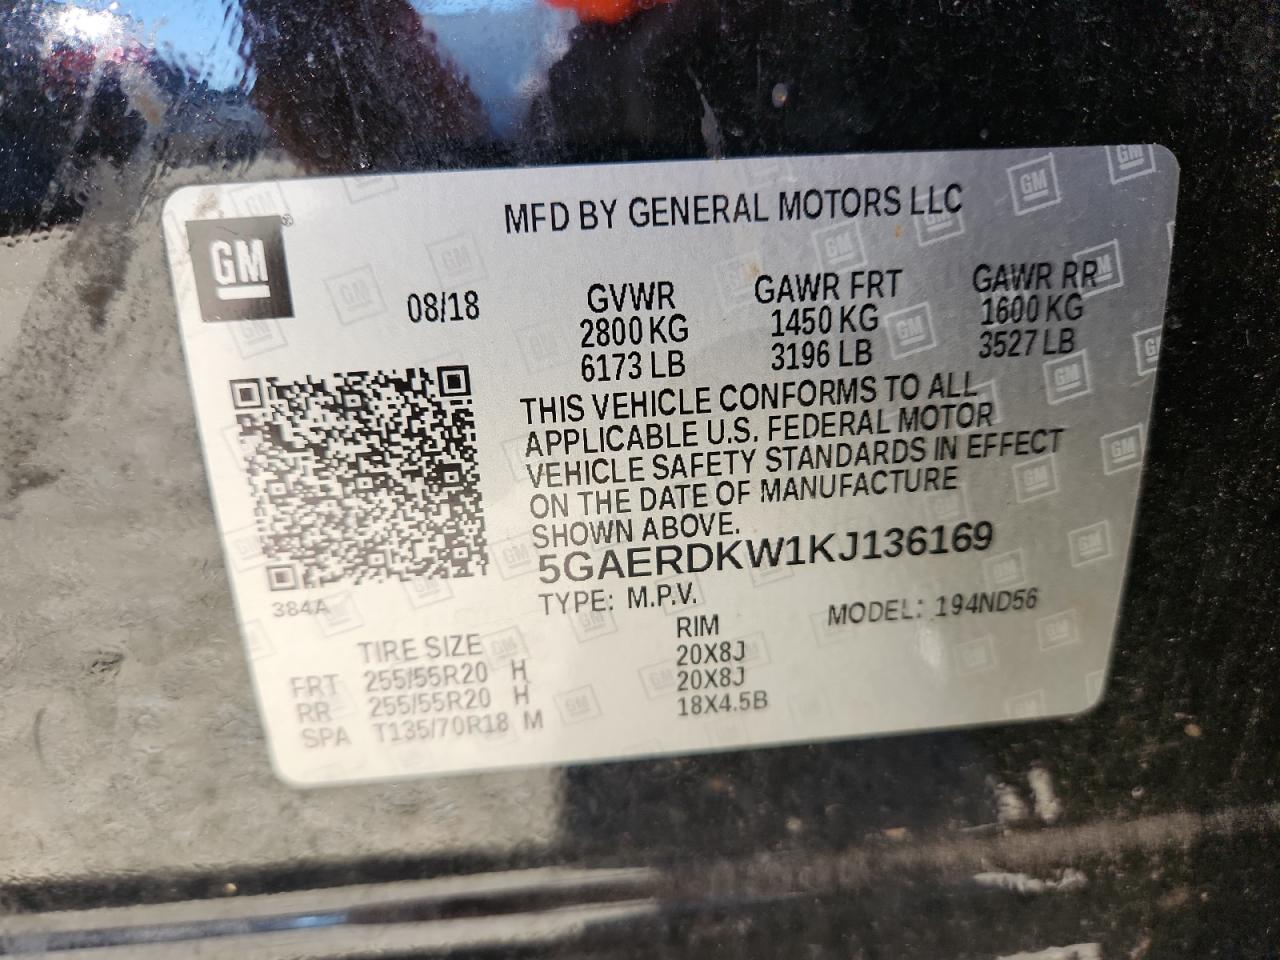 MFD BY GENERAL MOTORS LLC
GM®
08/18
GVWR GAWR FRT GAWR RR
2800 KG 1450 KG 1600 KG
6173 LB 3196 LB 3527 LB
THIS VEHICLE CONFORMS TO ALL
APPLICABLE U.S. FEDERAL MOTOR
VEHICLE SAFETY STANDARDS IN EFFECT
ON THE DATE OF MANUFACTURE
SHOWN ABOVE.
5GAERDKW1KJ136169
384A
TYPE: M.P.V. MODEL: 194ND56
TIRE SIZE RIM
FRT 255/55R20 H 20X8J
RR 255/55R20 H 20X8J
SPA T135/70R18 M 18X4.5B